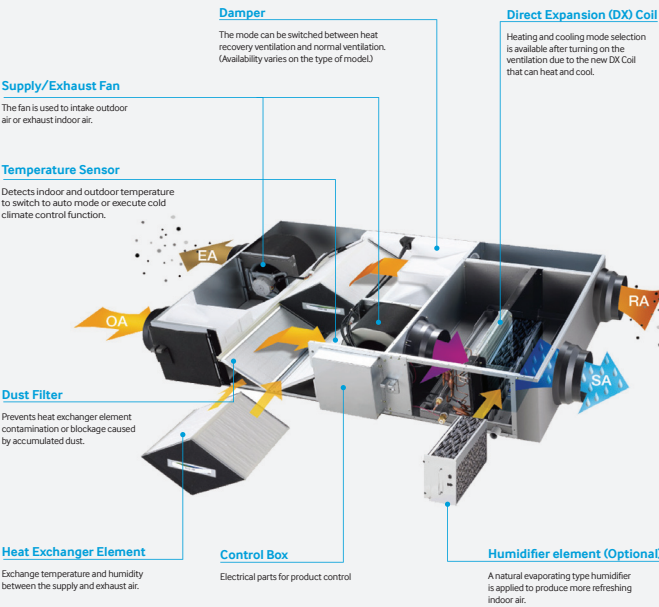 Damper
The mode can be switched between heat
recovery ventilation and normal ventilation.
(Availability varies on the type of model.)
Direct Expansion (DX) Coil
Heating and cooling mode selection
is available after turning on the
ventilation due to the new DX Coil
that can heat and cool.
Supply/Exhaust Fan
The fan is used to intake outdoor
air or exhaust indoor air.
Temperature Sensor
Detects indoor and outdoor temperature
to switch to auto mode or execute cold
climate control function.
EA
OA
RA
SA
Dust Filter
Prevents heat exchanger element
contamination or blockage caused
by accumulated dust.
Heat Exchanger Element
Exchange temperature and humidity
between the supply and exhaust air.
Control Box
Electrical parts for product control
Humidifier element (Optional)
A natural evaporating type humidifier
is applied to produce more refreshing
indoor air.